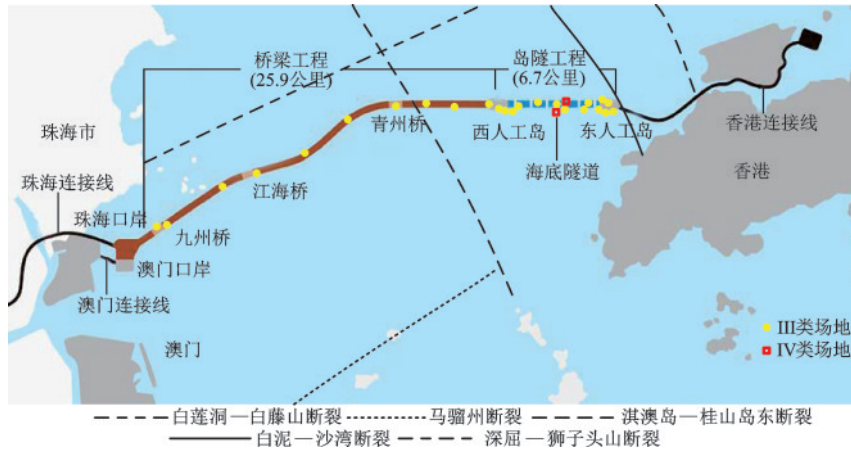 桥梁工程
(25.9公里)
岛隧工程
(6.7公里)
珠海市
青州桥
西人工岛
东人工岛
香港连接线
海底隧道
香港
珠海连接线
江海桥
珠海口岸
九州桥
澳门口岸
澳门连接线
III类场地
IV类场地
澳门
白莲洞—白藤山断裂
马骝州断裂
淇澳岛—桂山岛东断裂
白泥—沙湾断裂
深屈—狮子头山断裂